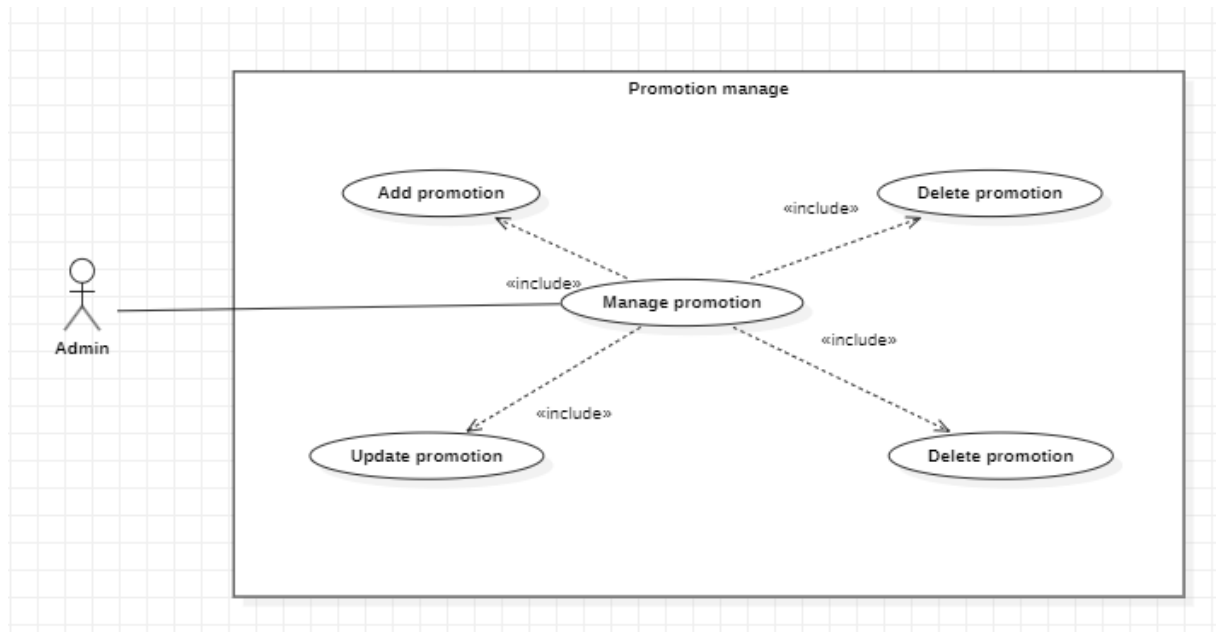 Promotion manage
Add promotion
Delete promotion
«include»
«include»
Manage promotion
Admin
«include»
«include»
Update promotion
Delete promotion